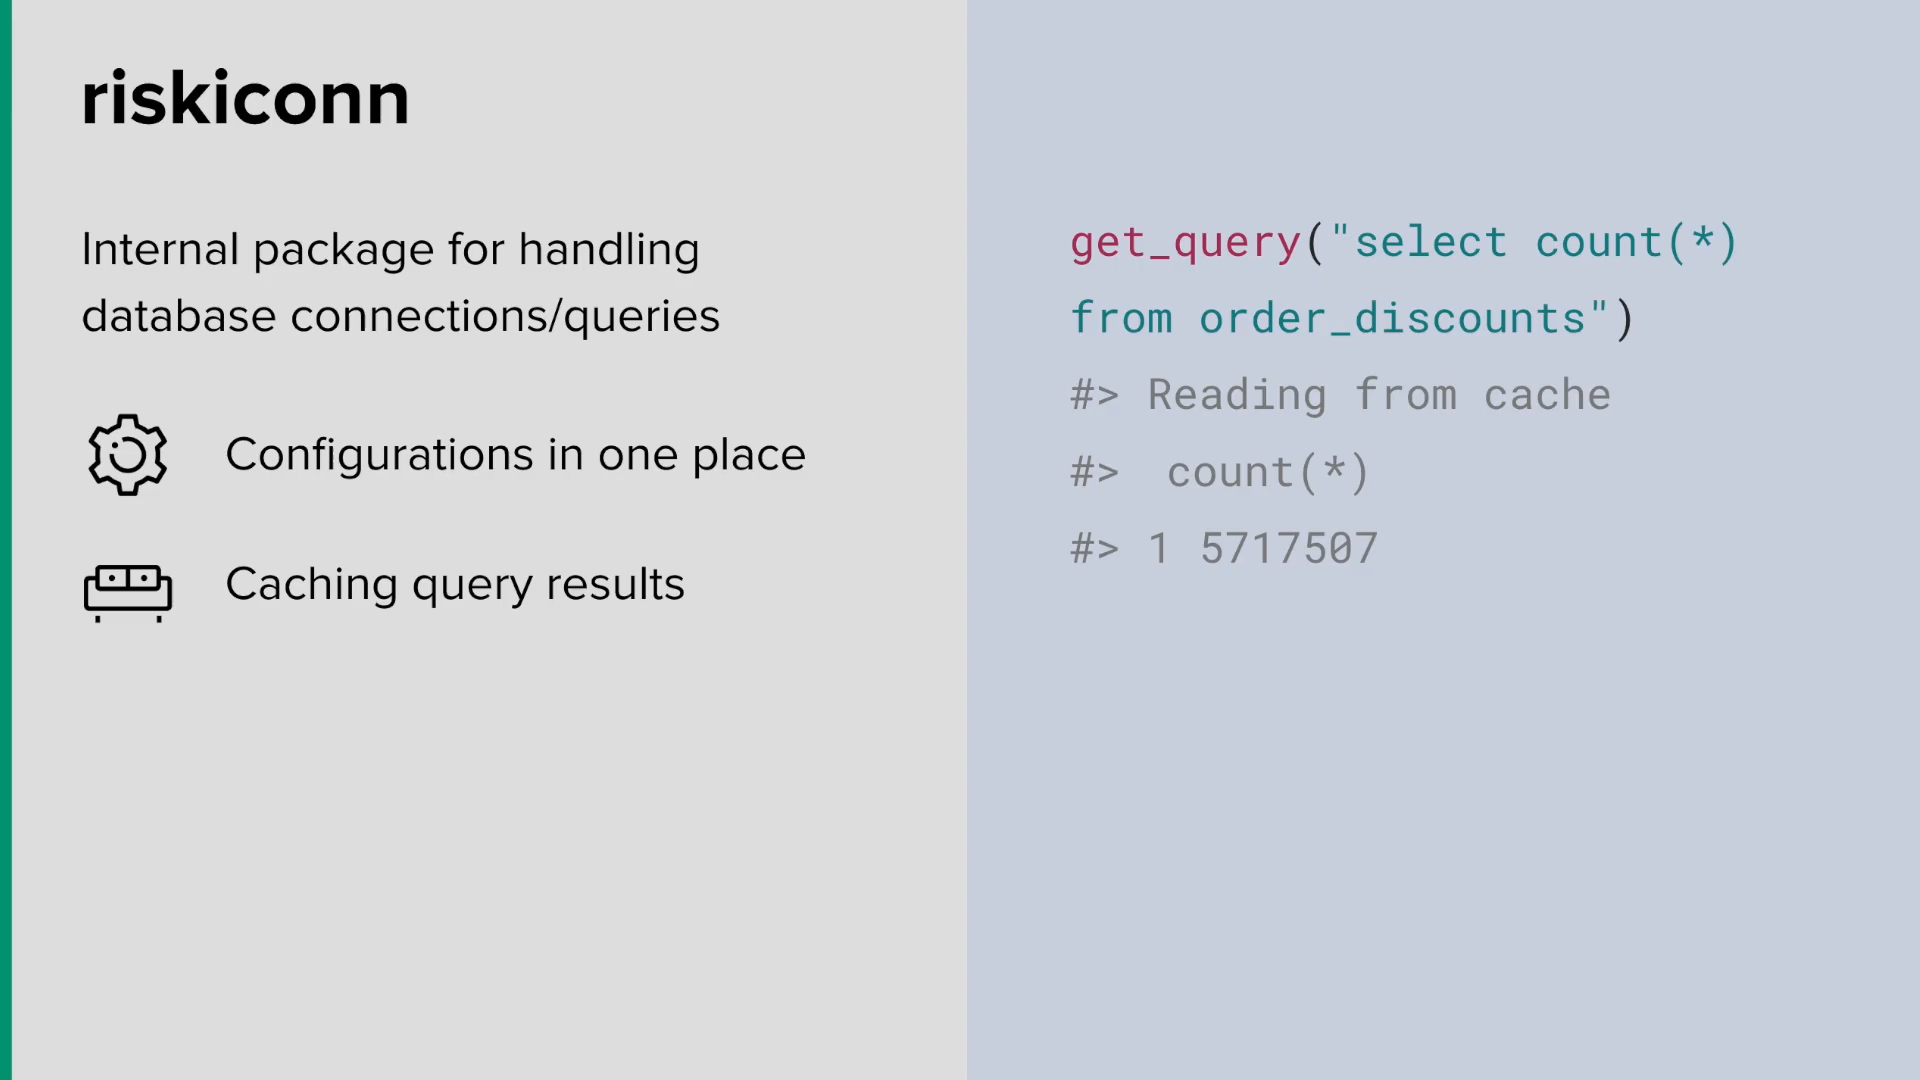 riskiconn
Internal package for handling
database connections/queries
Configurations in one place
Caching query results
get_query("select count(*)
from order_discounts")
#> Reading from cache
#>  count(*)
#> 1 5717507